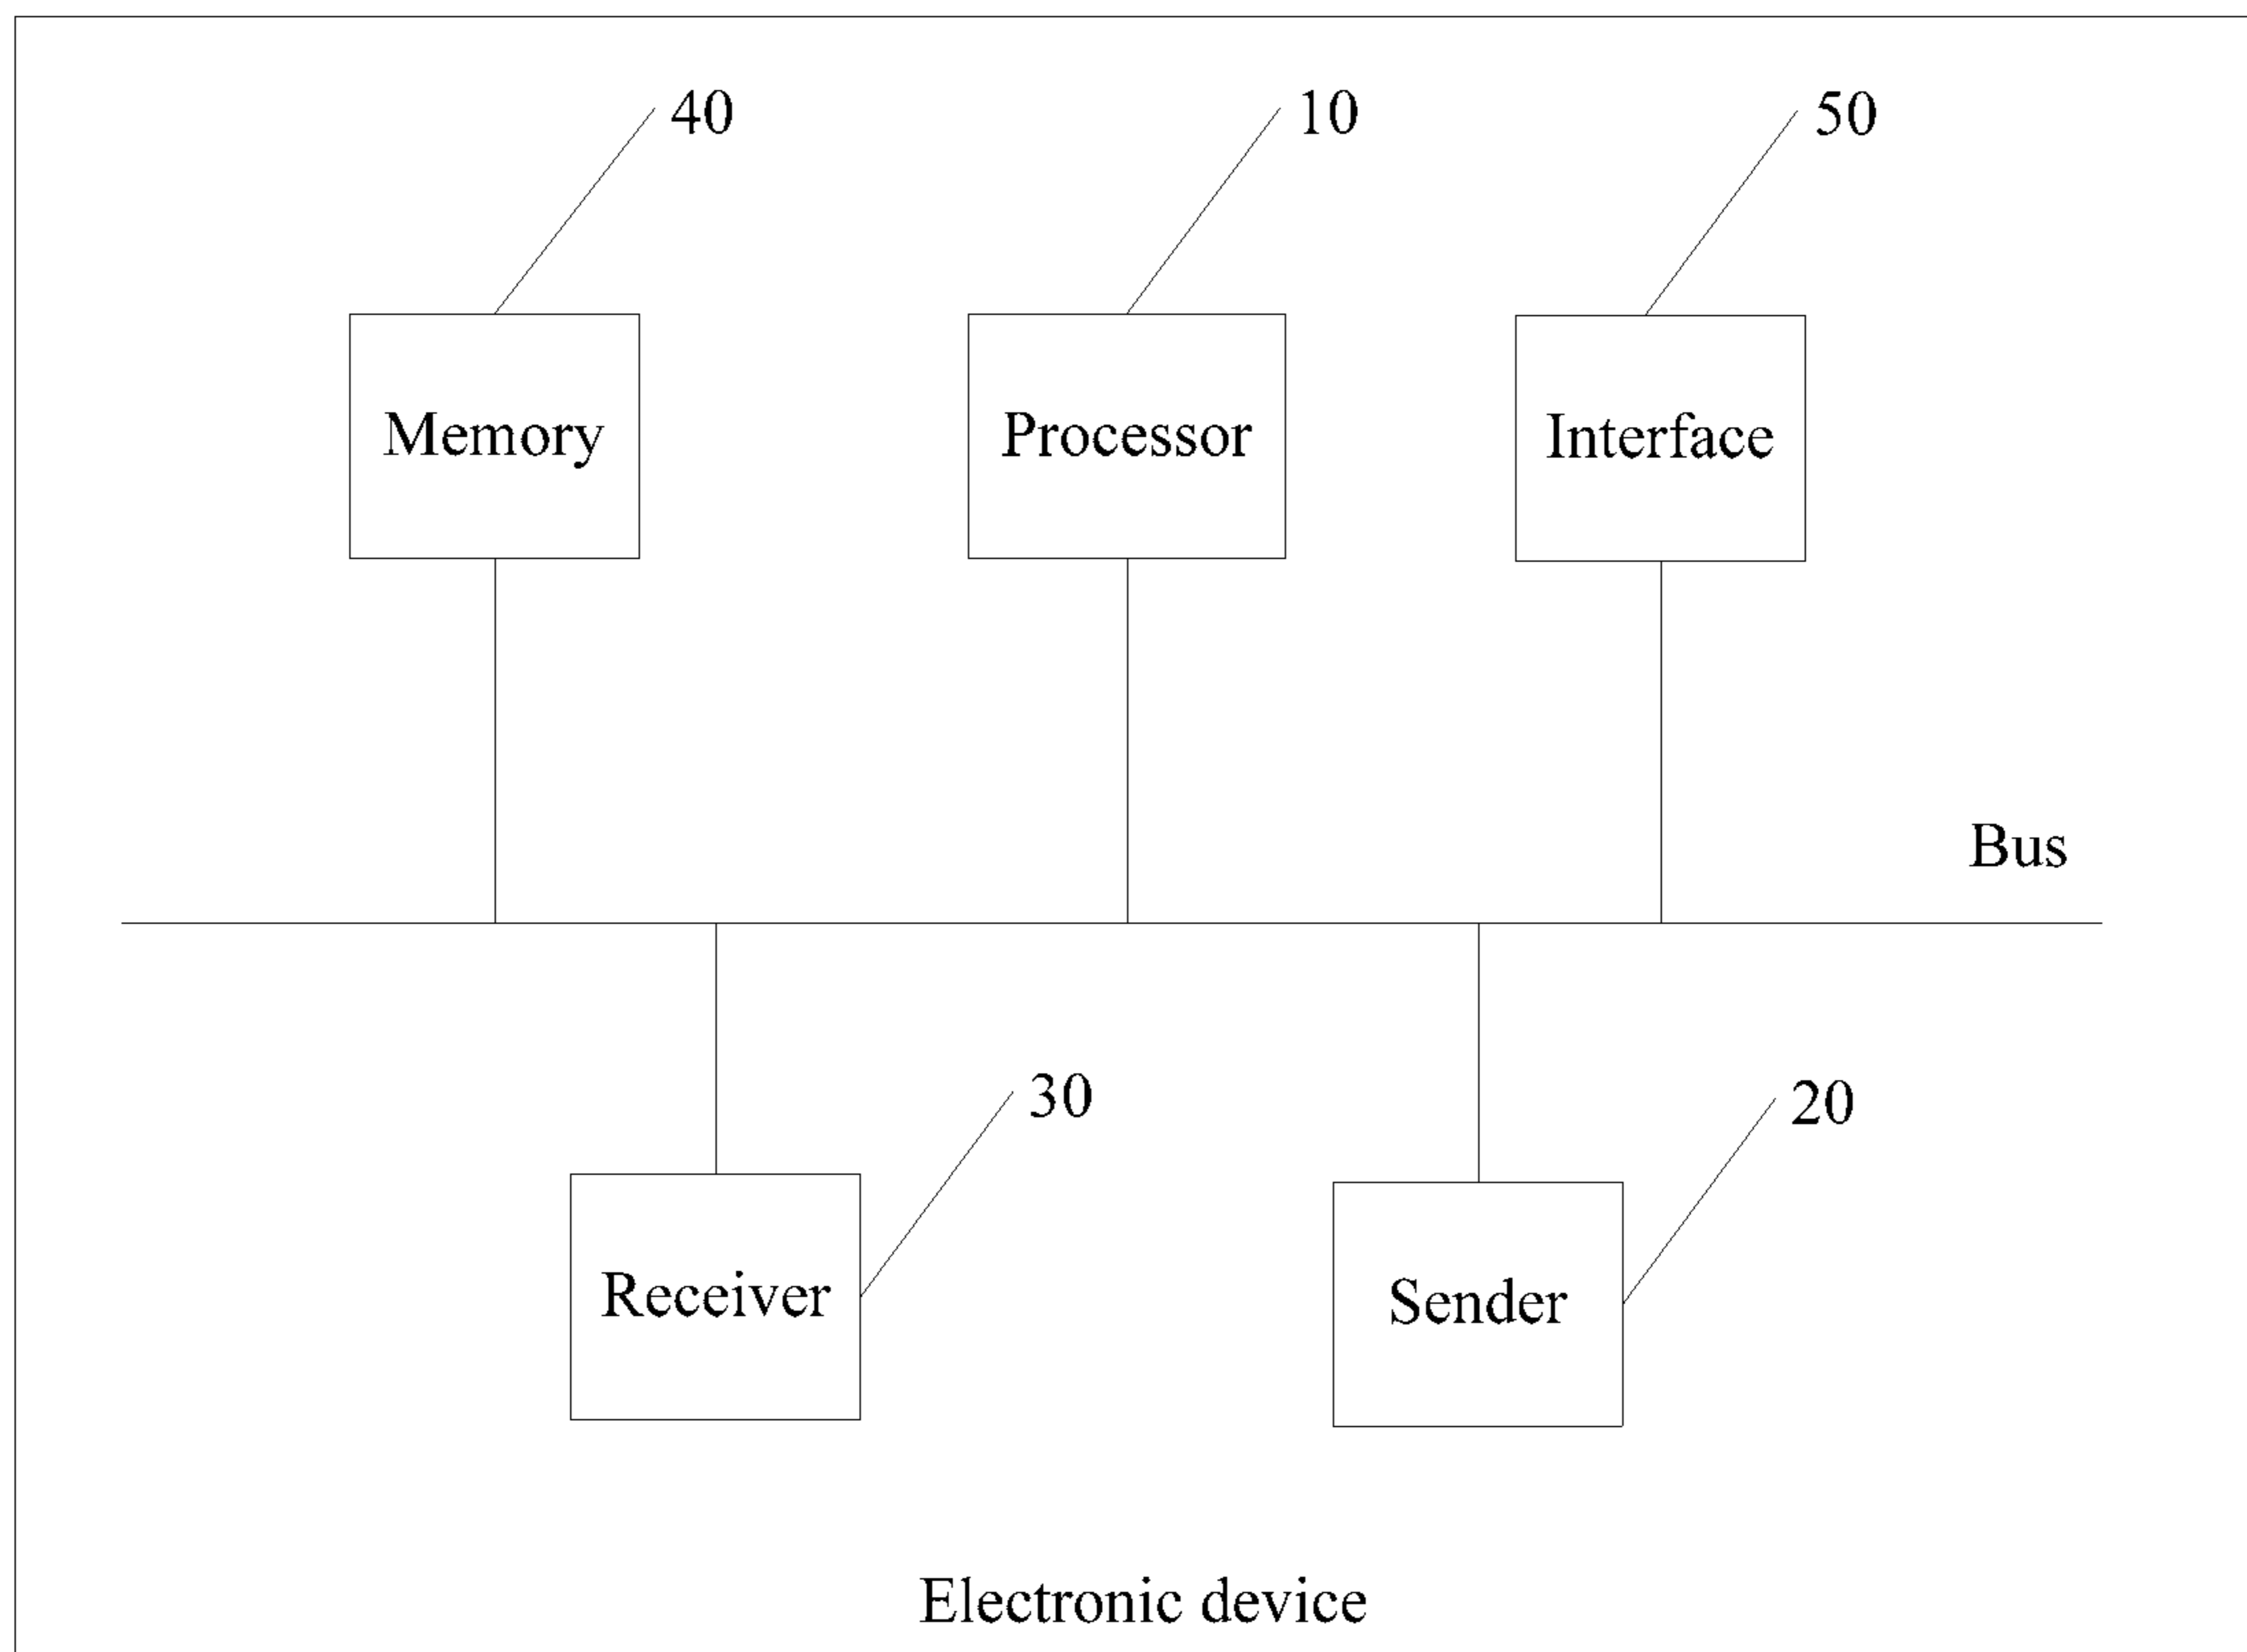 40
10
50
Memory
Processor
Interface
Bus
30
20
Receiver
Sender
Electronic device